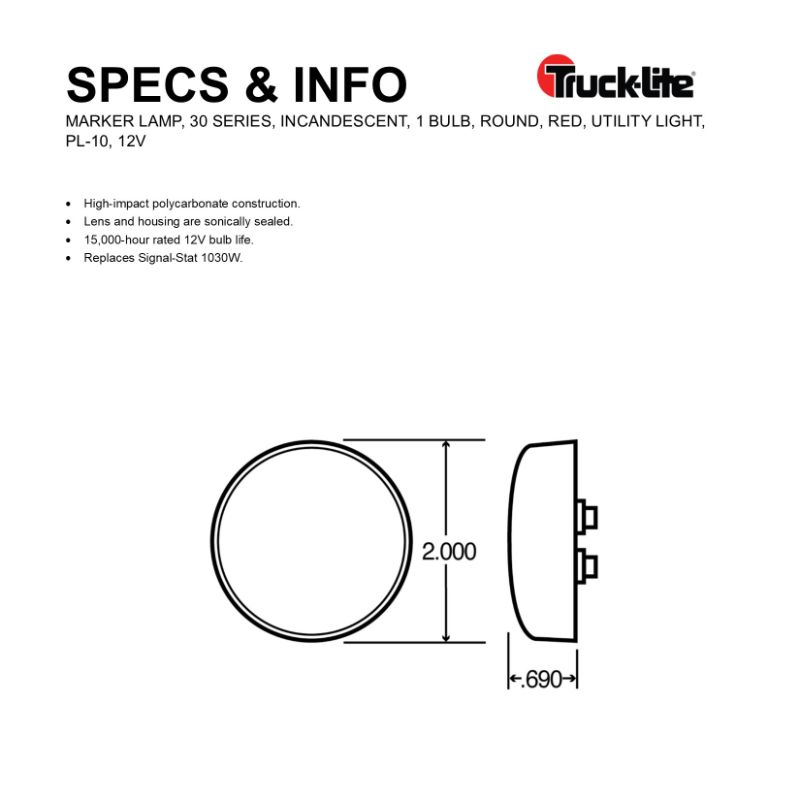 SPECS & INFO
Truck-Lite®
MARKER LAMP, 30 SERIES, INCANDESCENT, 1 BULB, ROUND, RED, UTILITY LIGHT,
PL-10, 12V
• High-impact polycarbonate construction.
• Lens and housing are sonically sealed.
• 15,000-hour rated 12V bulb life.
• Replaces Signal-Stat 1030W.
2.000
.690